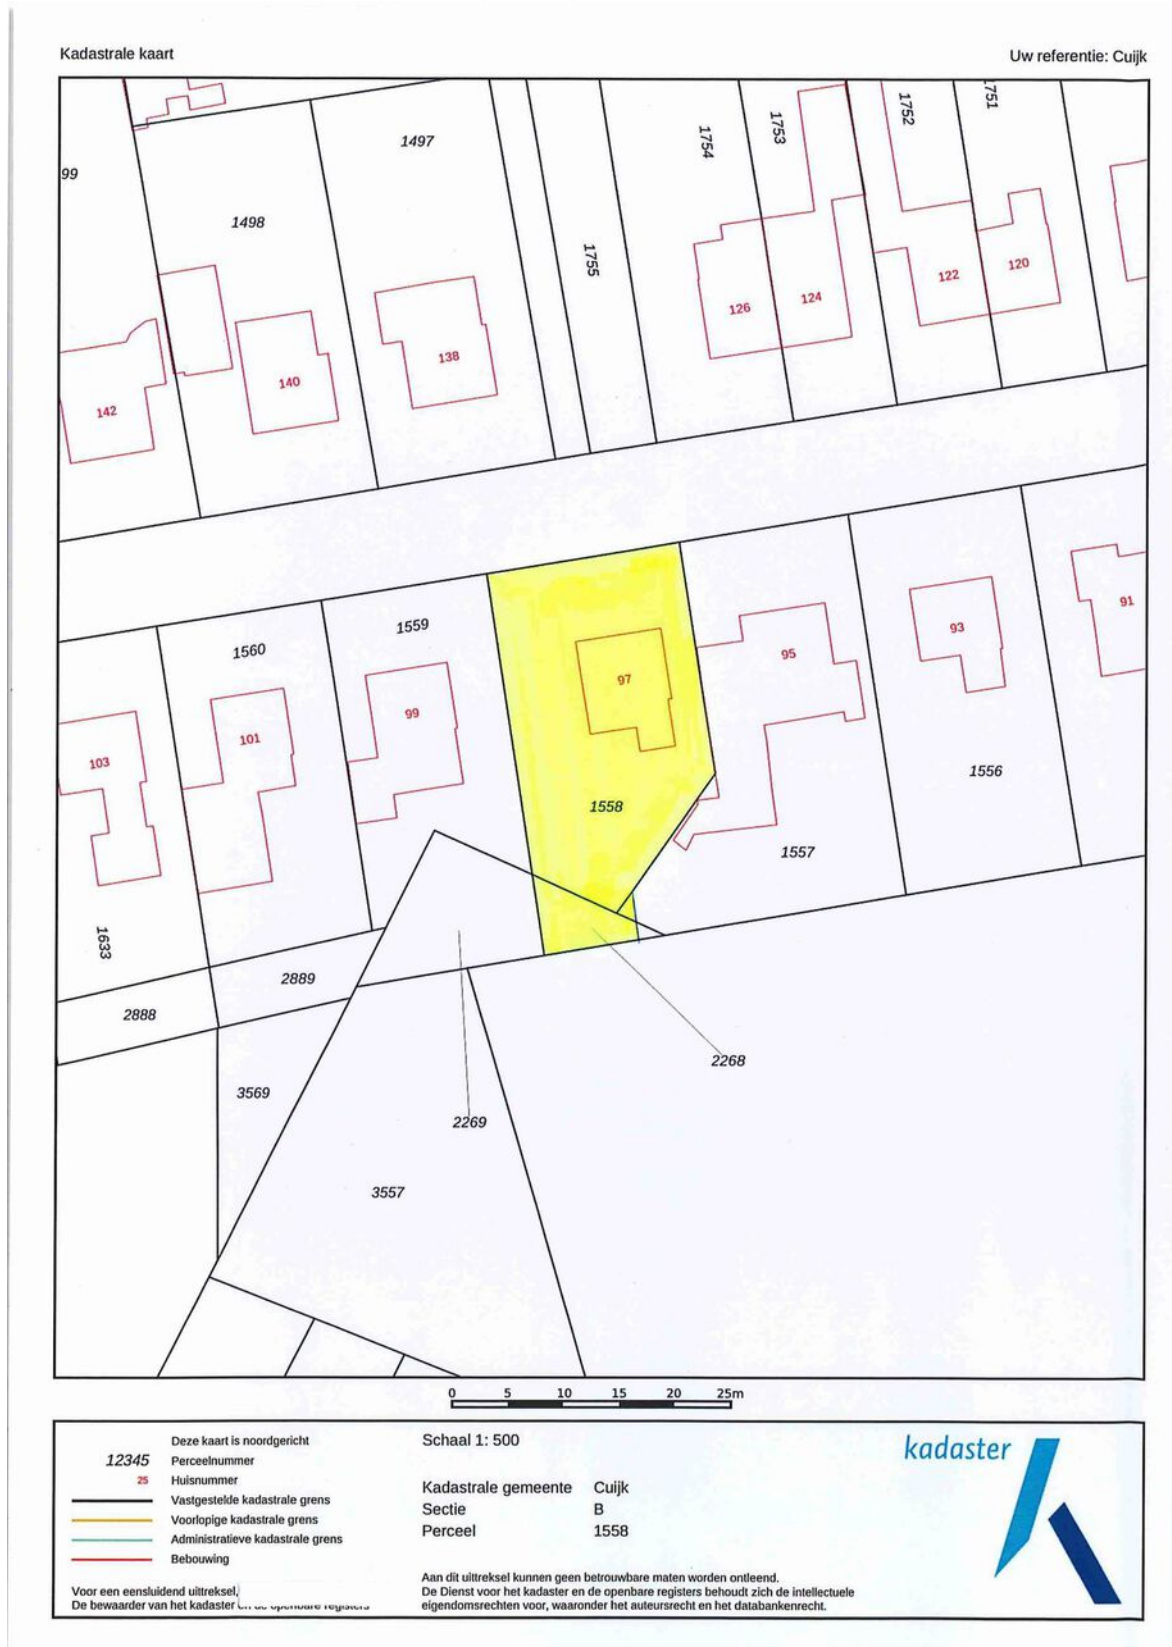 Kadastrale kaart
Uw referentie: Cuijk
99
1498
1497
1755
1754
1753
1752
1751
142
140
138
126
124
122
120
1560
1559
103
101
99
97
95
93
91
1558
1557
1556
1633
2888
2889
3569
2269
2268
3557
0 5 10 15 20 25m
Deze kaart is noordgericht
12345 Perceelnummer
25 Huisnummer
Vastgestelde kadastrale grens
Voorlopige kadastrale grens
Administratieve kadastrale grens
Bebouwing
Voor een eensluidend uittreksel,
De bewaarder van het kadaster en de openbare registers
Schaal 1: 500
Kadastrale gemeente Cuijk
Sectie B
Perceel 1558
Aan dit uittreksel kunnen geen betrouwbare maten worden ontleend.
De Dienst voor het kadaster en de openbare registers behoudt zich de intellectuele
eigendomsrechten voor, waaronder het auteursrecht en het databankenrecht.
kadaster